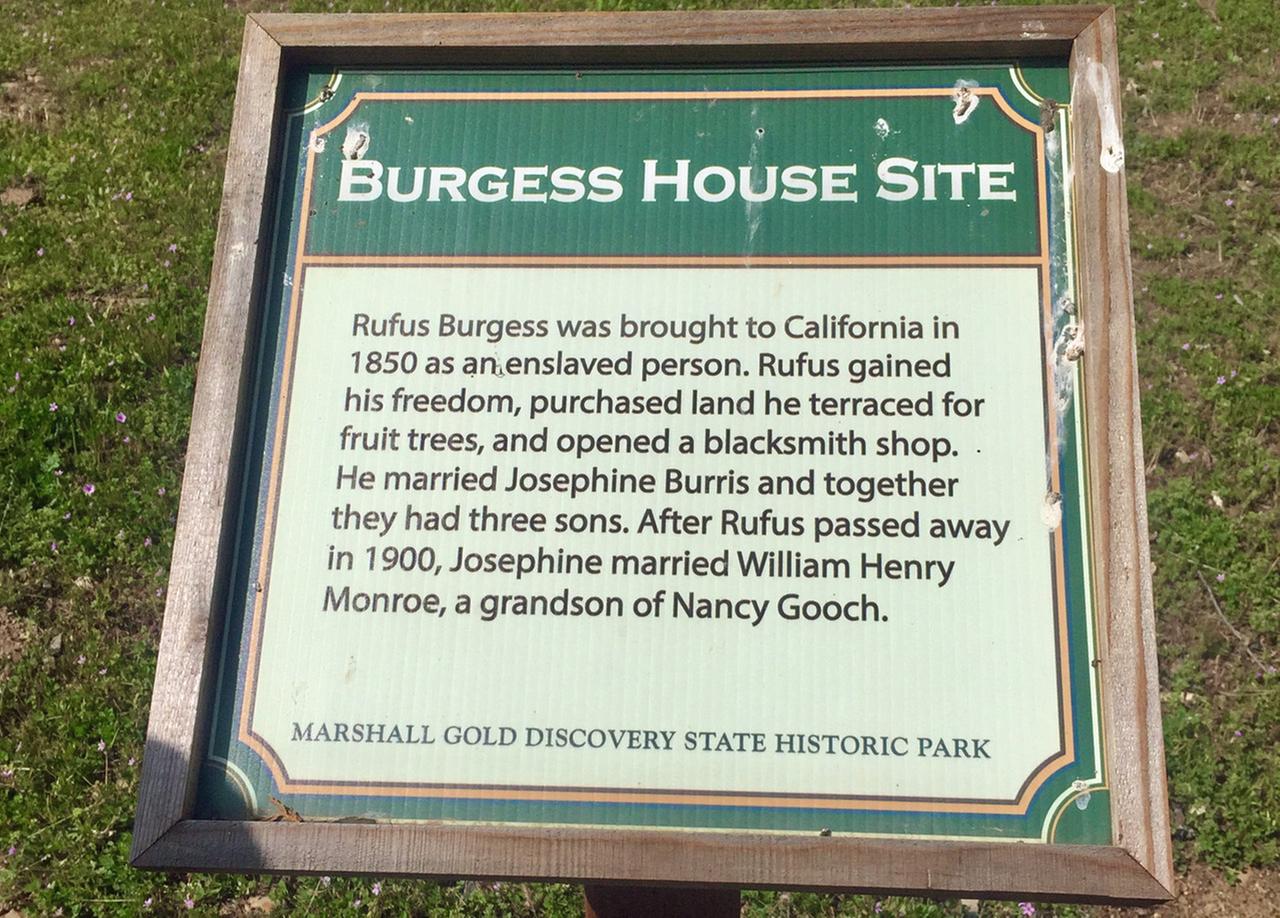 BURGESS HOUSE SITE
Rufus Burgess was brought to California in
1850 as an enslaved person. Rufus gained
his freedom, purchased land he terraced for
fruit trees, and opened a blacksmith shop.
He married Josephine Burris and together
they had three sons. After Rufus passed away
in 1900, Josephine married William Henry
Monroe, a grandson of Nancy Gooch.
MARSHALL GOLD DISCOVERY STATE HISTORIC PARK